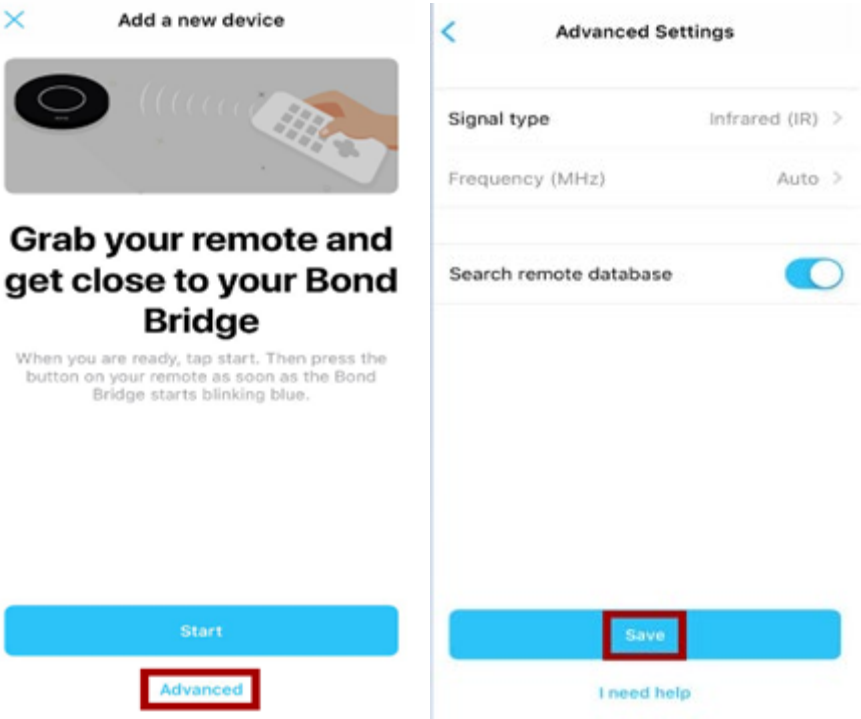 Add a new device
Grab your remote and
get close to your Bond
Bridge
When you are ready, tap start. Then press the
button on your remote as soon as the Bond
Bridge starts blinking blue.
Start
Advanced
Advanced Settings
Signal type Infrared (IR)
Frequency (MHz) Auto
Search remote database
Save
I need help